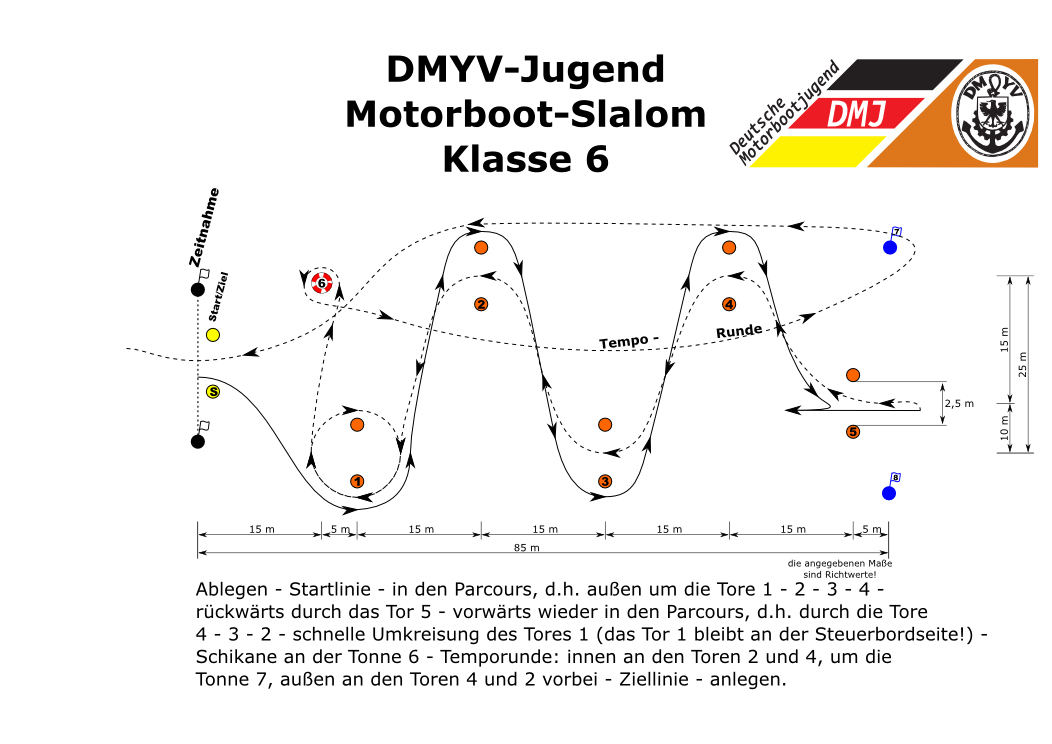 DMYV-Jugend
Motorboot-Slalom
Klasse 6
Deutsche
Motorbootjugend
DMJ
DMYV
Zeitnahme
Start/Ziel
7
6
2
4
Tempo -
Runde
S
5
1
3
8
15 m
25 m
10 m
2,5 m
15 m
5 m
15 m
15 m
15 m
15 m
5 m
85 m
die angegebenen Maße
sind Richtwerte!
Ablegen - Startlinie - in den Parcours, d.h. außen um die Tore 1 - 2 - 3 - 4 -
rückwärts durch das Tor 5 - vorwärts wieder in den Parcours, d.h. durch die Tore
4 - 3 - 2 - schnelle Umkreisung des Tores 1 (das Tor 1 bleibt an der Steuerbordseite!) -
Schikane an der Tonne 6 - Temporunde: innen an den Toren 2 und 4, um die
Tonne 7, außen an den Toren 4 und 2 vorbei - Ziellinie - anlegen.